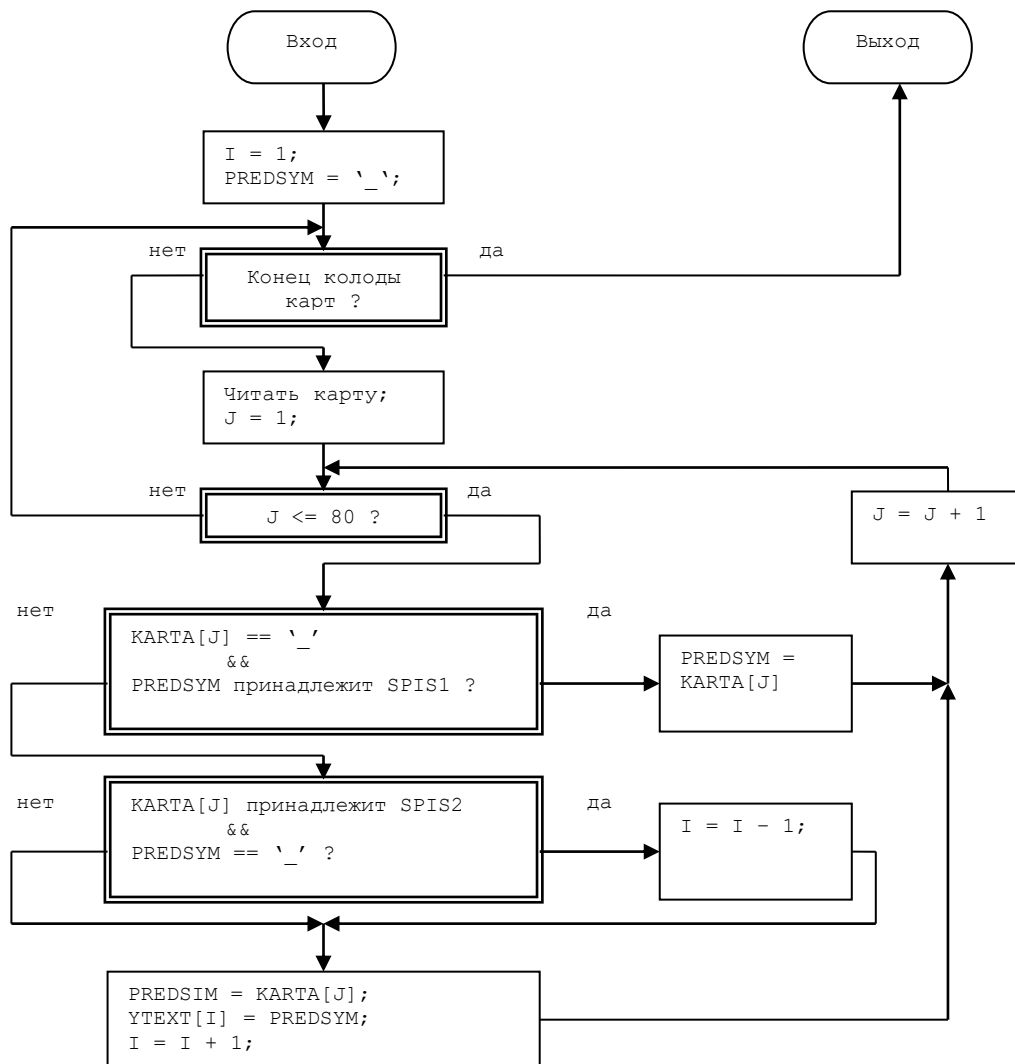 Вход
Выход
I = 1;
PREDSYM = ‘_‘;
нет
да
Конец колоды
карт ?
Читать карту;
J = 1;
нет
да
J <= 80 ?
J = J + 1
нет
да
KARTA[J] == ‘_’
&&
PREDSYM принадлежит SPIS1 ?
PREDSYM =
KARTA[J]
нет
да
KARTA[J] принадлежит SPIS2
&&
PREDSYM == ‘_’ ?
I = I – 1;
PREDSIM = KARTA[J];
YTEXT[I] = PREDSYM;
I = I + 1;